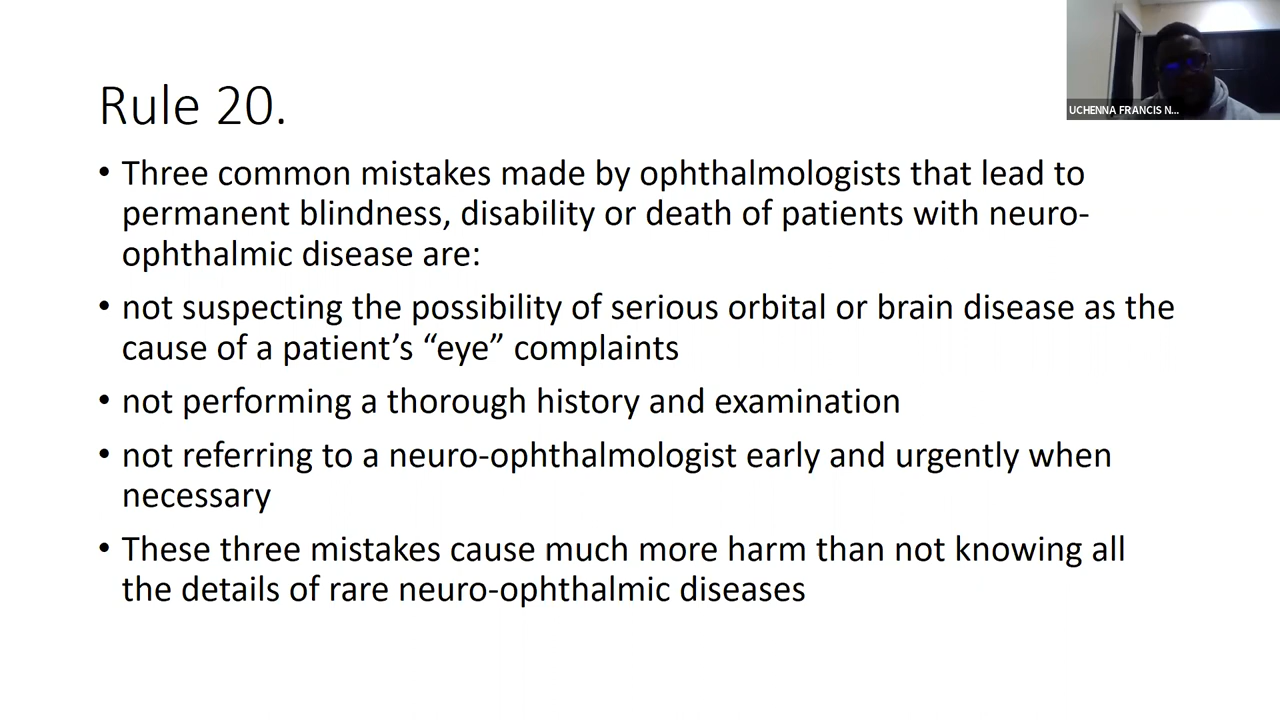 UCHENNA FRANCIS N...
Rule 20.
• Three common mistakes made by ophthalmologists that lead to
permanent blindness, disability or death of patients with neuro-
ophthalmic disease are:
• not suspecting the possibility of serious orbital or brain disease as the
cause of a patient’s “eye” complaints
• not performing a thorough history and examination
• not referring to a neuro-ophthalmologist early and urgently when
necessary
• These three mistakes cause much more harm than not knowing all
the details of rare neuro-ophthalmic diseases